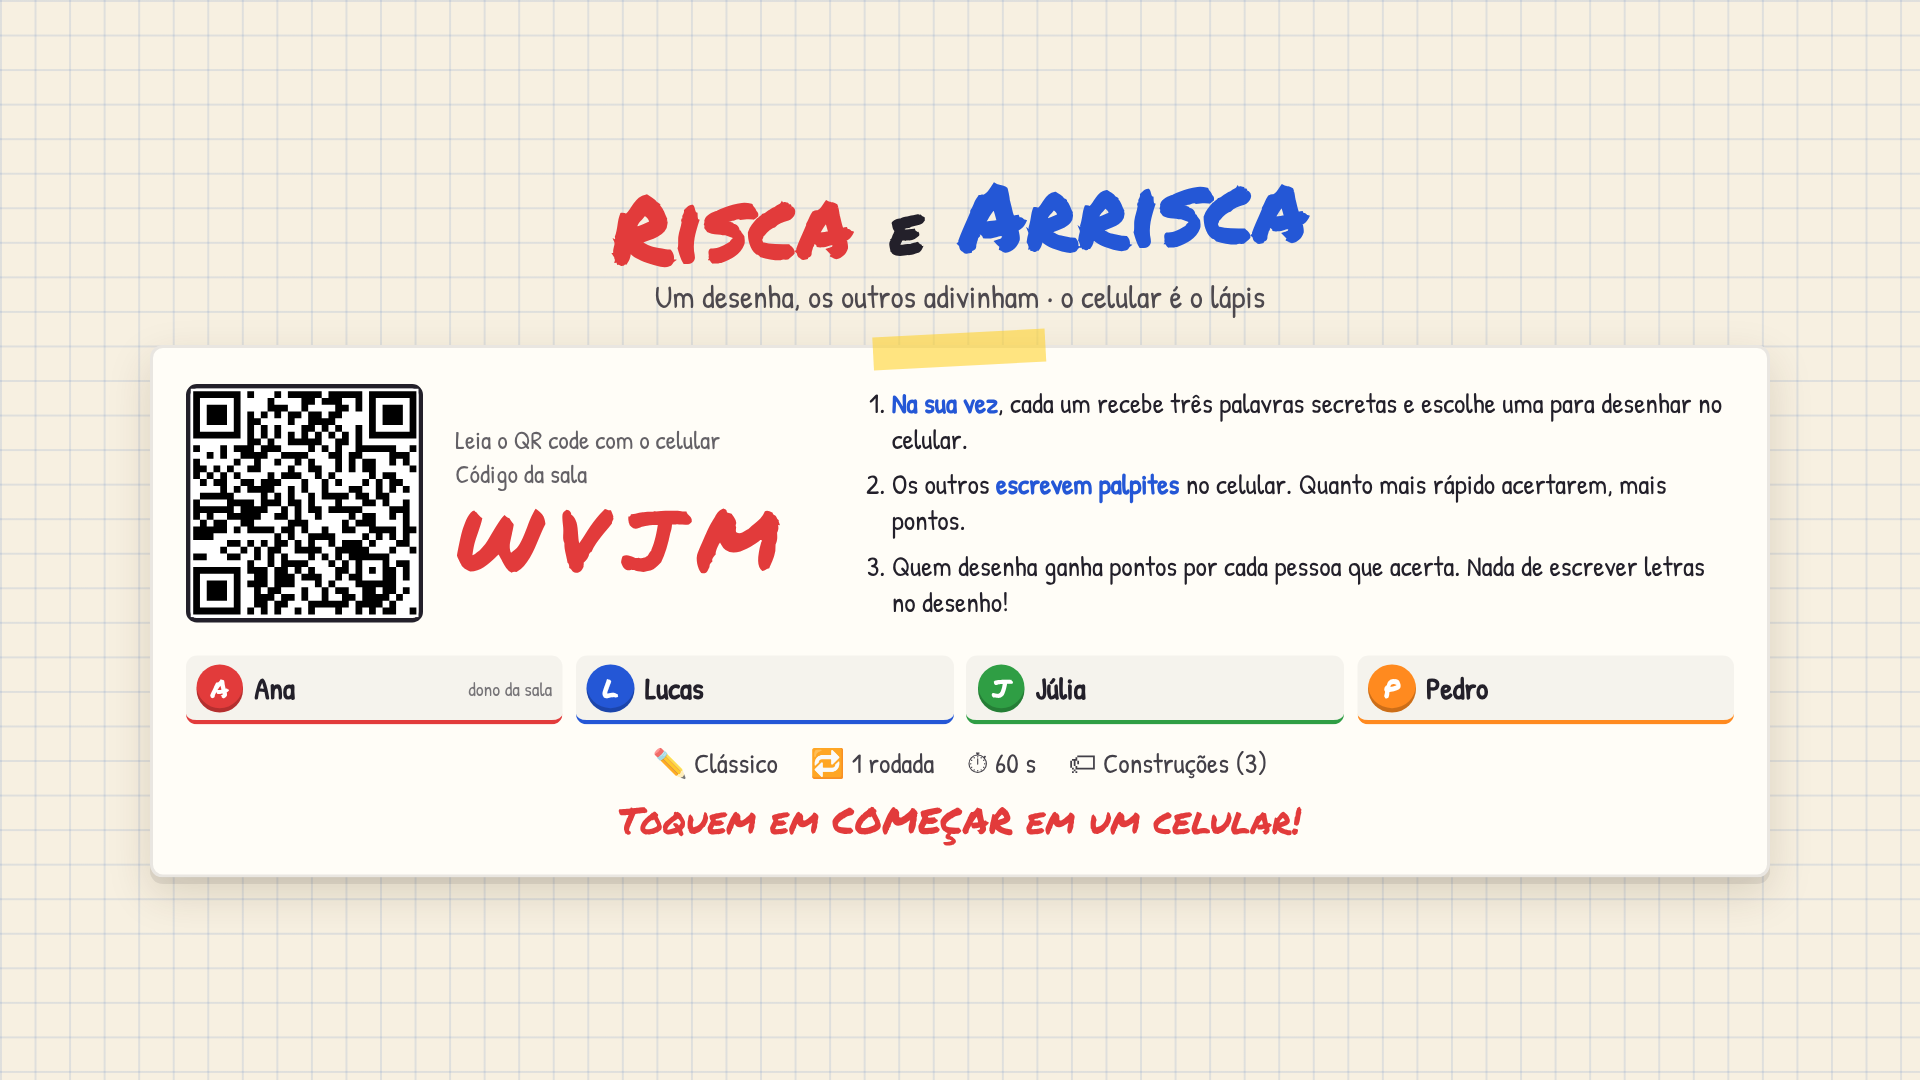 RISCA E ARRISCA
Um desenha, os outros adivinham · o celular é o lápis
Leia o QR code com o celular
Código da sala
WVJM
1. Na sua vez, cada um recebe três palavras secretas e escolhe uma para desenhar no
celular.
2. Os outros escrevem palpites no celular. Quanto mais rápido acertarem, mais
pontos.
3. Quem desenha ganha pontos por cada pessoa que acerta. Nada de escrever letras
no desenho!
A Ana dono da sala
L Lucas
J Júlia
P Pedro
Clássico 1 rodada 60 s Construções (3)
TOQUEM EM COMEÇAR EM UM CELULAR!